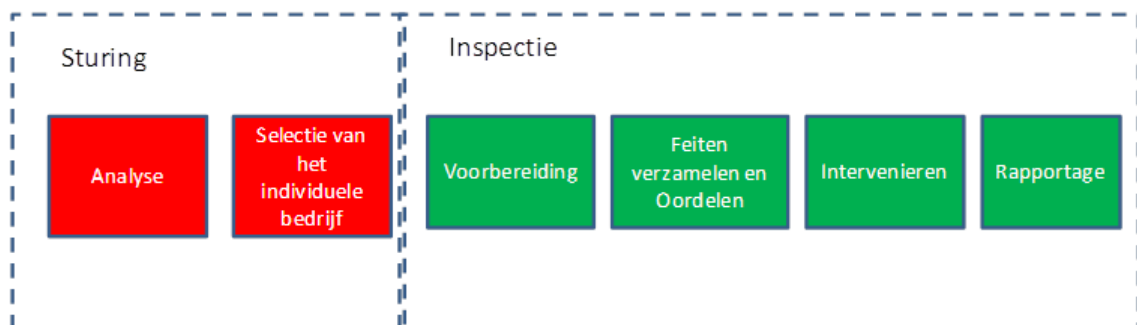 Sturing
Inspectie
Analyse
Selectie van
het
individuele
bedrijf
Voorbereiding
Feiten
verzamelen en
Oordelen
Intervenieren
Rapportage